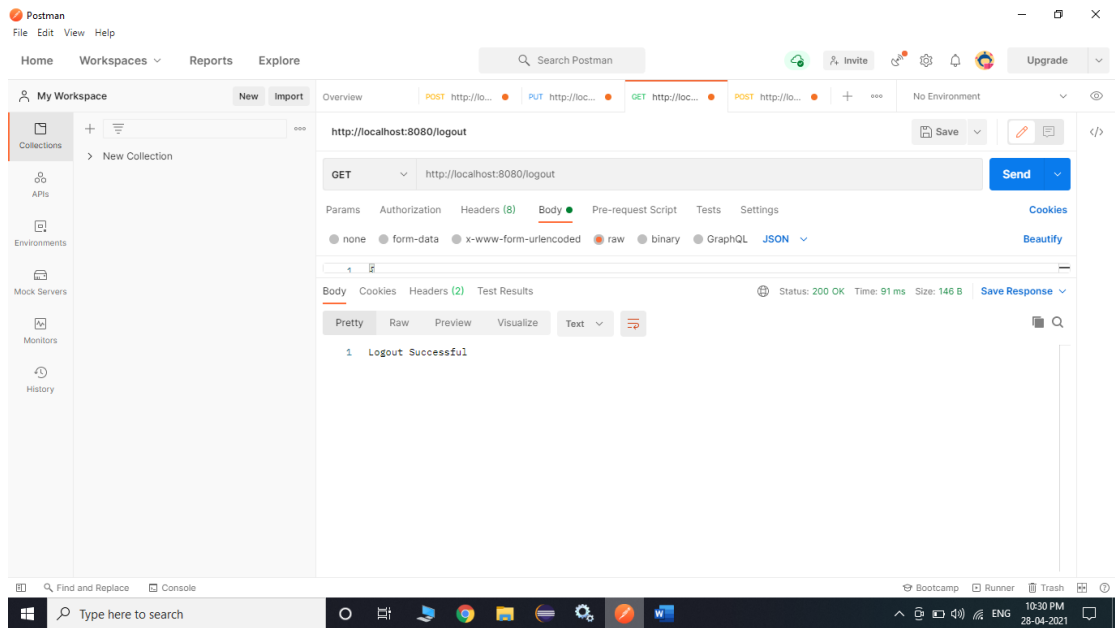 Postman
File Edit View Help
Home Workspaces Reports Explore Search Postman Invite Upgrade
My Workspace New Import Overview POST http://lo... PUT http://loc... GET http://loc... POST http://lo... No Environment
Collections
New Collection
APIs
Environments
Mock Servers
Monitors
History
http://localhost:8080/logout Save
GET http://localhost:8080/logout Send
Params Authorization Headers (8) Body Pre-request Script Tests Settings Cookies
none form-data x-www-form-urlencoded raw binary GraphQL JSON Beautify
1
Body Cookies Headers (2) Test Results Status: 200 OK Time: 91 ms Size: 146 B Save Response
Pretty Raw Preview Visualize Text
1 Logout Successful
Find and Replace Console Bootcamp Runner Trash
Type here to search ENG 10:30 PM
28-04-2021